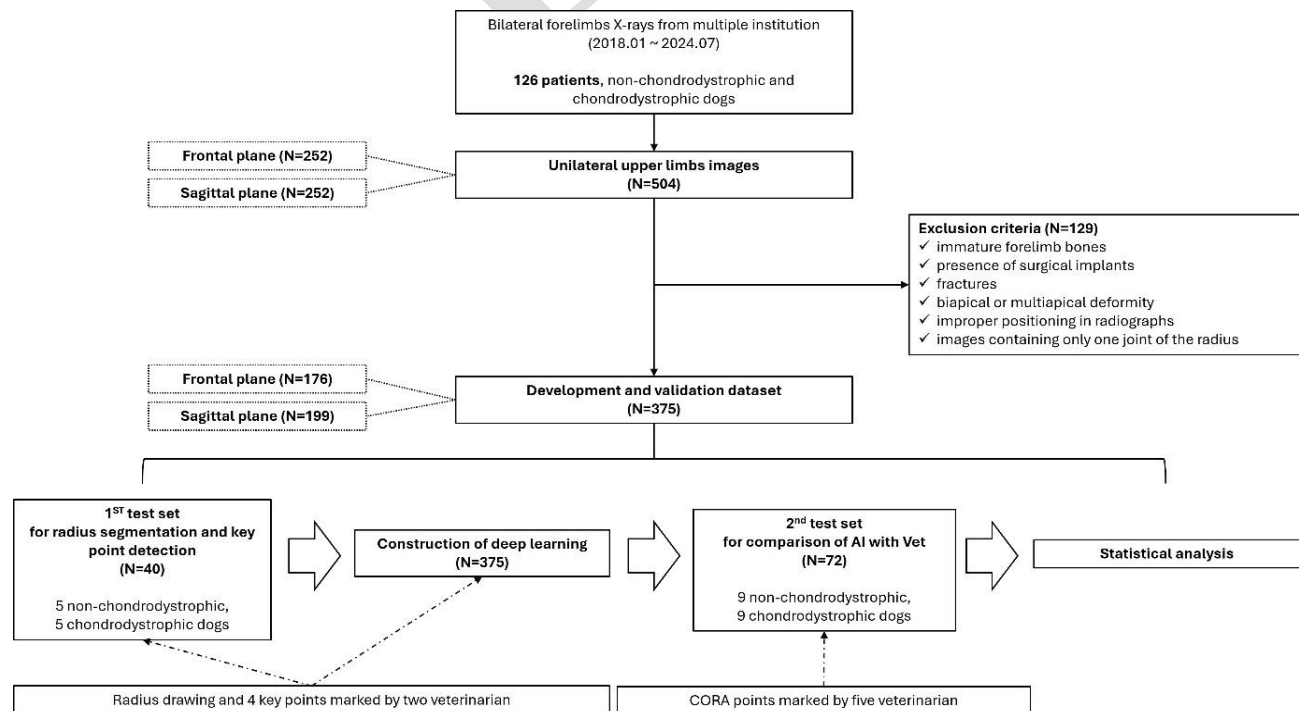 Bilateral forelimbs X-rays from multiple institution
(2018.01 ~ 2024.07)
126 patients, non-chondrodystrophic and
chondrodystrophic dogs
Frontal plane (N=252)
Sagittal plane (N=252)
Unilateral upper limbs images
(N=504)
Exclusion criteria (N=129)
✓ immature forelimb bones
✓ presence of surgical implants
✓ fractures
✓ biapical or multiapical deformity
✓ improper positioning in radiographs
✓ images containing only one joint of the radius
Frontal plane (N=176)
Sagittal plane (N=199)
Development and validation dataset
(N=375)
1ST test set
for radius segmentation and key
point detection
(N=40)
5 non-chondrodystrophic,
5 chondrodystrophic dogs
Construction of deep learning
(N=375)
2nd test set
for comparison of AI with Vet
(N=72)
9 non-chondrodystrophic,
9 chondrodystrophic dogs
Statistical analysis
Radius drawing and 4 key points marked by two veterinarian
CORA points marked by five veterinarian